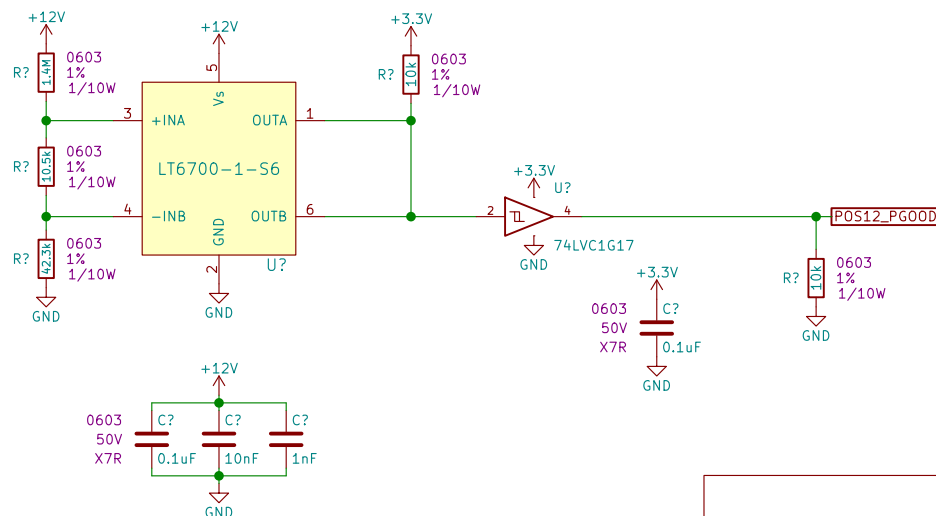 +12V
R?
1.4M
0603
1%
1/10W
R?
10.5k
0603
1%
1/10W
R?
42.3k
0603
1%
1/10W
GND
+12V
5
Vs
3
+INA
OUTA
1
LT6700-1-S6
4
-INB
OUTB
6
GND
2
U?
GND
+3.3V
R?
10k
0603
1%
1/10W
+3.3V
U?
2
4
74LVC1G17
GND
POS12_PGOOD
R?
10k
0603
1%
1/10W
GND
+3.3V
0603
50V
X7R
C?
0.1uF
GND
+12V
0603
50V
X7R
C?
0.1uF
C?
10nF
C?
1nF
GND